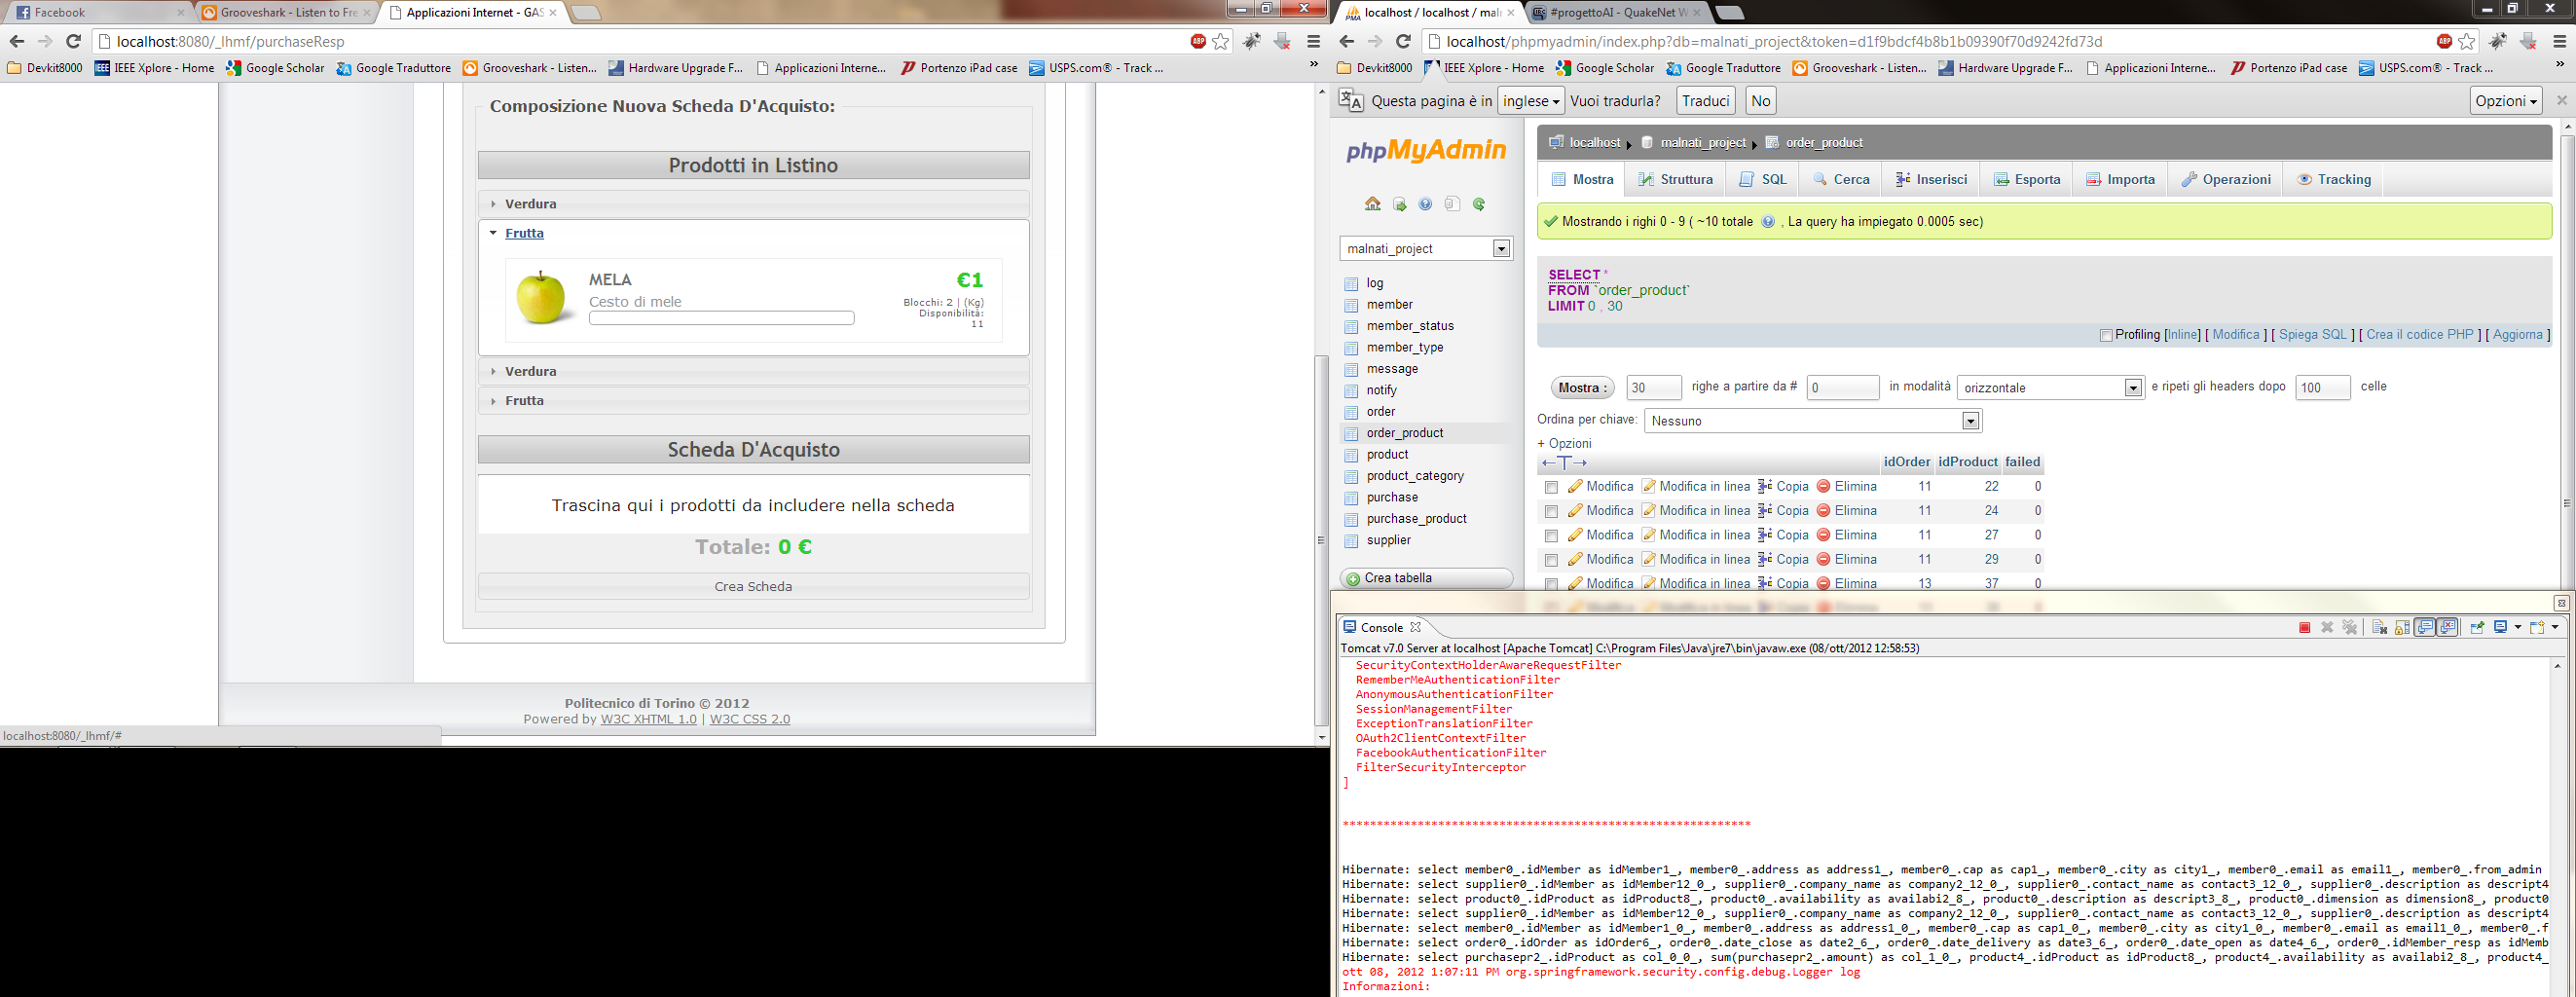 Facebook
Grooveshark - Listen to Fre
Applicazioni Internet - GAS
localhost:8080/_lhmf/purchaseResp
Devkit8000
IEEE Xplore - Home
Google Scholar
Google Traduttore
Grooveshark - Listen...
Hardware Upgrade F...
Applicazioni Interne...
Portenzo iPad case
USPS.com® - Track ...
»
Composizione Nuova Scheda D'Acquisto:
Prodotti in Listino
Verdura
Frutta
MELA
€1
Cesto di mele
Blocchi: 2 | (Kg)
Disponibilità:
11
Verdura
Frutta
Scheda D'Acquisto
Trascina qui i prodotti da includere nella scheda
Totale: 0 €
Crea Scheda
Politecnico di Torino © 2012
Powered by W3C XHTML 1.0 | W3C CSS 2.0
localhost:8080/_lhmf/#
localhost / localhost / mal
#progettoAI - QuakeNet W
localhost/phpmyadmin/index.php?db=malnati_project&token=d1f9bdcf4b8b1b09390f70d9242fd73d
Devkit8000
IEEE Xplore - Home
Google Scholar
Google Traduttore
Grooveshark - Listen...
Hardware Upgrade F...
Applicazioni Interne...
Portenzo iPad case
USPS.com® - Track ...
»
Questa pagina è in inglese Vuoi tradurla? Traduci No Opzioni
phpMyAdmin
malnati_project
log
member
member_status
member_type
message
notify
order
order_product
product
product_category
purchase
purchase_product
supplier
Crea tabella
localhost malnati_project order_product
Mostra Struttura SQL Cerca Inserisci Esporta Importa Operazioni Tracking
Mostrando i righi 0 - 9 ( ~10 totale , La query ha impiegato 0.0005 sec)
SELECT *
FROM `order_product`
LIMIT 0 , 30
Profiling [Inline] [ Modifica ] [ Spiega SQL ] [ Crea il codice PHP ] [ Aggiorna ]
Mostra : 30 righe a partire da # 0 in modalità orizzontale e ripeti gli headers dopo 100 celle
Ordina per chiave: Nessuno
+ Opzioni
←T→ idOrder idProduct failed
Modifica Modifica in linea Copia Elimina 11 22 0
Modifica Modifica in linea Copia Elimina 11 24 0
Modifica Modifica in linea Copia Elimina 11 27 0
Modifica Modifica in linea Copia Elimina 11 29 0
Modifica Modifica in linea Copia Elimina 13 37 0
Console
Tomcat v7.0 Server at localhost [Apache Tomcat] C:\Program Files\Java\jre7\bin\javaw.exe (08/ott/2012 12:58:53)
SecurityContextHolderAwareRequestFilter
RememberMeAuthenticationFilter
AnonymousAuthenticationFilter
SessionManagementFilter
ExceptionTranslationFilter
OAuth2ClientContextFilter
FacebookAuthenticationFilter
FilterSecurityInterceptor
]
************************************************************
Hibernate: select member0_.idMember as idMember1_, member0_.address as address1_, member0_.cap as cap1_, member0_.city as city1_, member0_.email as email1_, member0_.from_admin
Hibernate: select supplier0_.idMember as idMember12_0_, supplier0_.company_name as company2_12_0_, supplier0_.contact_name as contact3_12_0_, supplier0_.description as descript4
Hibernate: select product0_.idProduct as idProduct8_, product0_.availability as availabi2_8_, product0_.description as descript3_8_, product0_.dimension as dimension8_, product0
Hibernate: select supplier0_.idMember as idMember12_0_, supplier0_.company_name as company2_12_0_, supplier0_.contact_name as contact3_12_0_, supplier0_.description as descript4
Hibernate: select member0_.idMember as idMember1_0_, member0_.address as address1_0_, member0_.cap as cap1_0_, member0_.city as city1_0_, member0_.email as email1_0_, member0_.f
Hibernate: select order0_.idOrder as idOrder6_, order0_.date_close as date2_6_, order0_.date_delivery as date3_6_, order0_.date_open as date4_6_, order0_.idMember_resp as idMemb
Hibernate: select purchasepr2_.idProduct as col_0_0_, sum(purchasepr2_.amount) as col_1_0_, product4_.idProduct as idProduct8_, product4_.availability as availabi2_8_, product4_
ott 08, 2012 1:07:11 PM org.springframework.security.config.debug.Logger log
Informazioni: